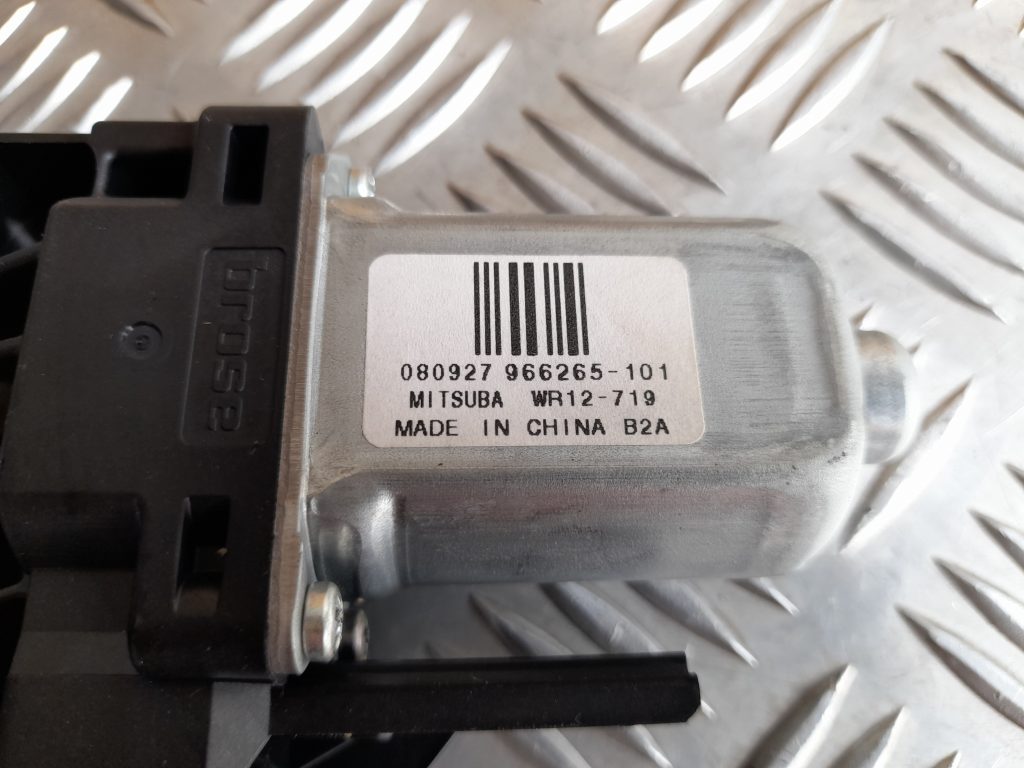 brose
080927 966265-101
MITSUBA WR12-719
MADE IN CHINA B2A